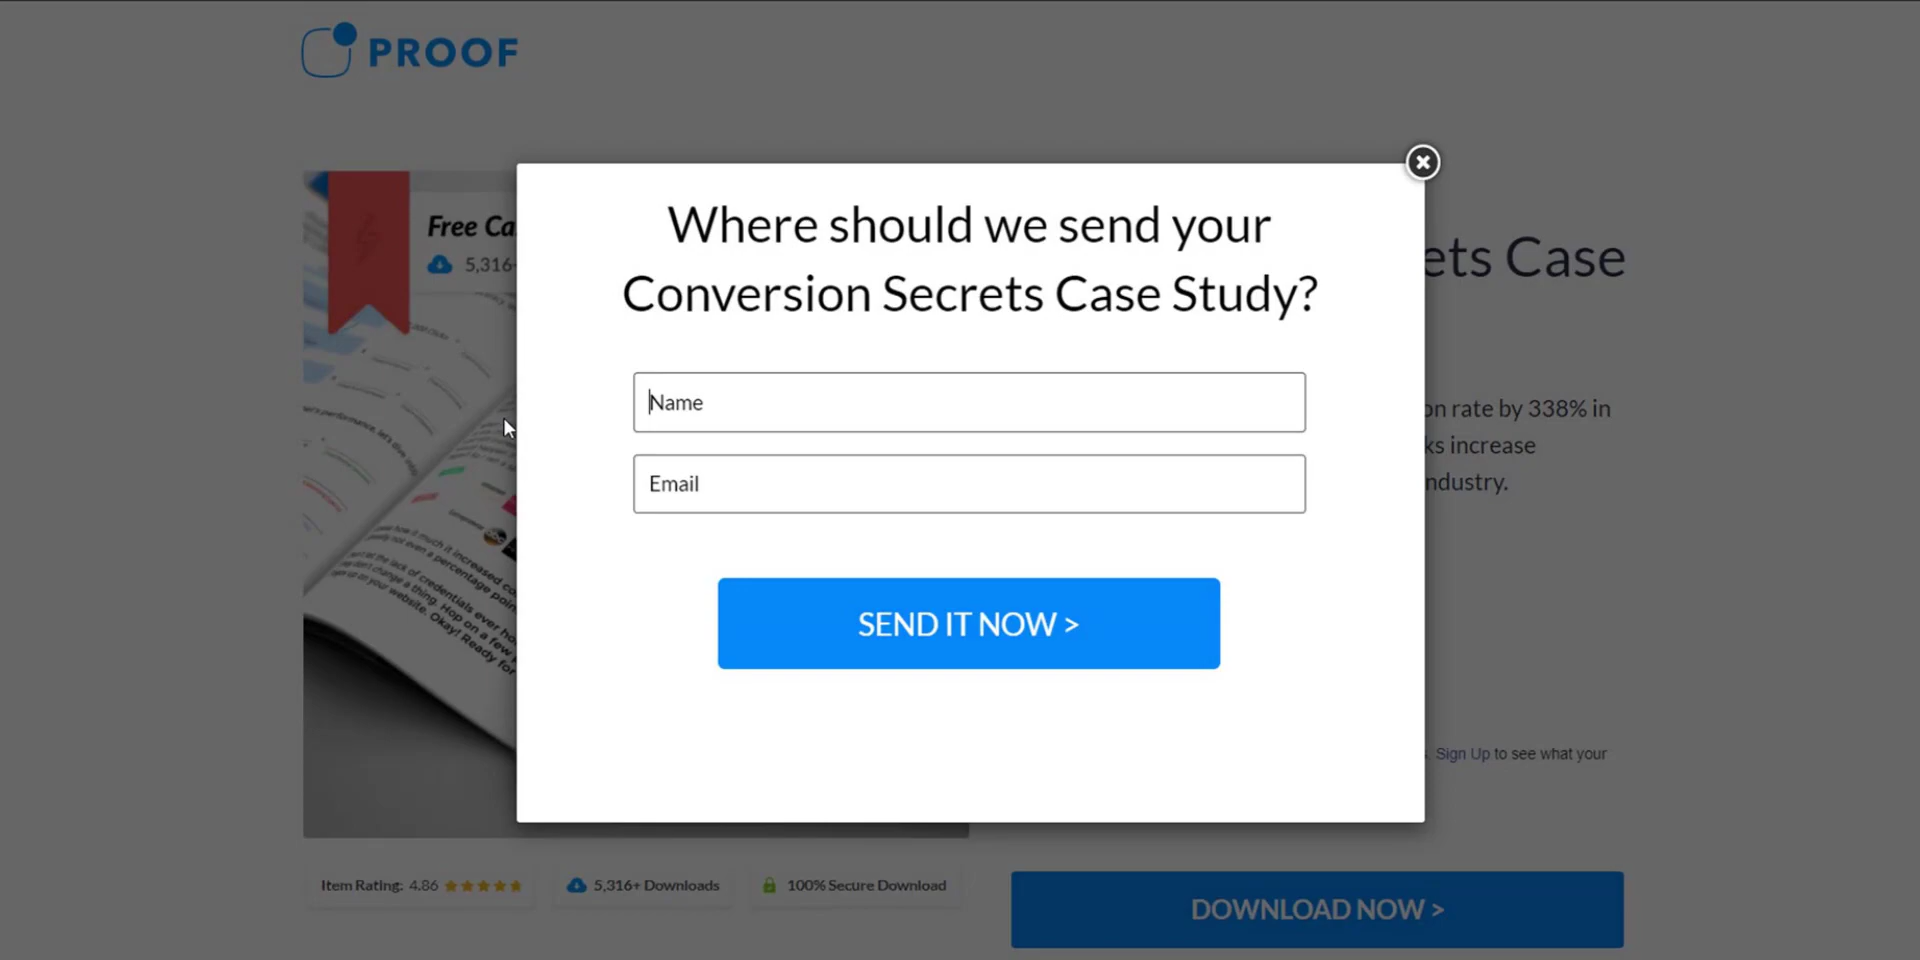 PROOF
Free Ca
5,316
Where should we send your
Conversion Secrets Case Study?
Name
Email
SEND IT NOW >
ets Case
on rate by 338% in
ks increase
ndustry.
. Sign Up to see what your
Item Rating: 4.86
5,316+ Downloads
100% Secure Download
DOWNLOAD NOW >